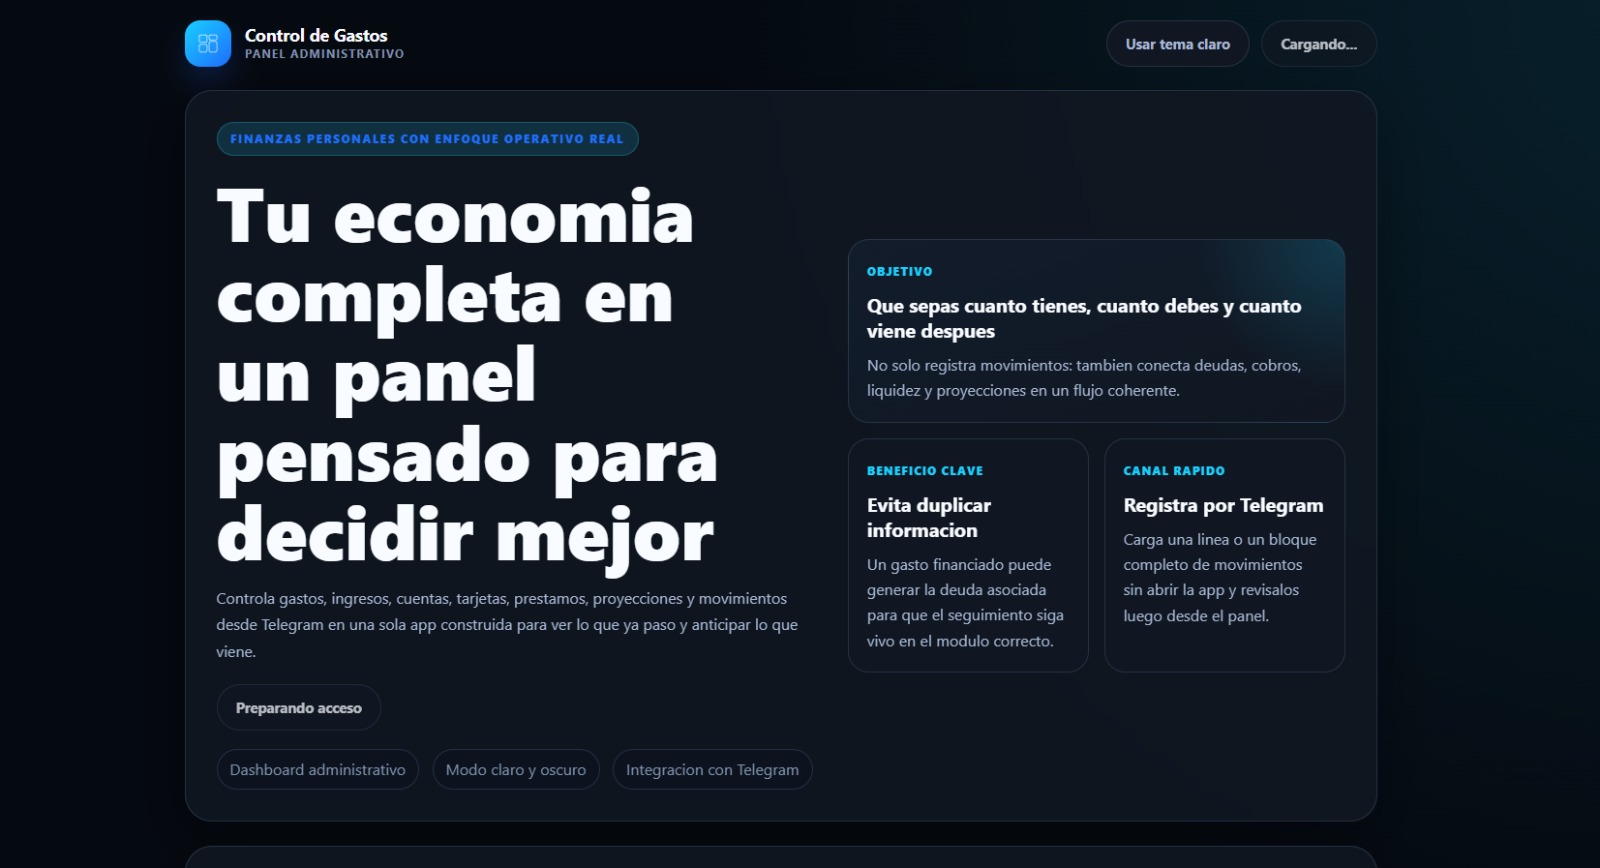 Control de Gastos
PANEL ADMINISTRATIVO
Usar tema claro
Cargando...
FINANZAS PERSONALES CON ENFOQUE OPERATIVO REAL
Tu economia
completa en
un panel
pensado para
decidir mejor
Controla gastos, ingresos, cuentas, tarjetas, prestamos, proyecciones y movimientos
desde Telegram en una sola app construida para ver lo que ya paso y anticipar lo que
viene.
Preparando acceso
Dashboard administrativo
Modo claro y oscuro
Integracion con Telegram
OBJETIVO
Que sepas cuanto tienes, cuanto debes y cuanto
viene despues
No solo registra movimientos: tambien conecta deudas, cobros,
liquidez y proyecciones en un flujo coherente.
BENEFICIO CLAVE
Evita duplicar
informacion
Un gasto financiado puede
generar la deuda asociada
para que el seguimiento siga
vivo en el modulo correcto.
CANAL RAPIDO
Registra por Telegram
Carga una linea o un bloque
completo de movimientos
sin abrir la app y revisalos
luego desde el panel.